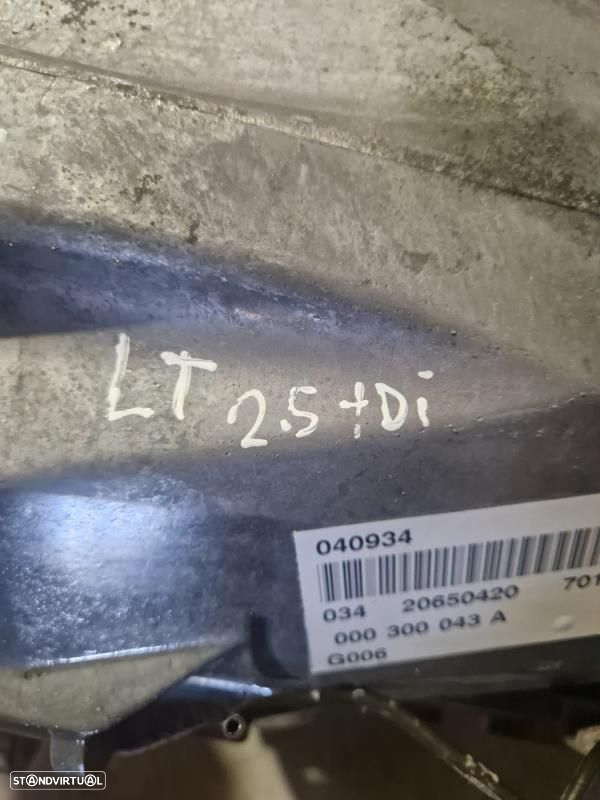 LT 2.5 tDi
040934
034 20650420 701
000 300 043 A
G006
STANDVIRTUAL